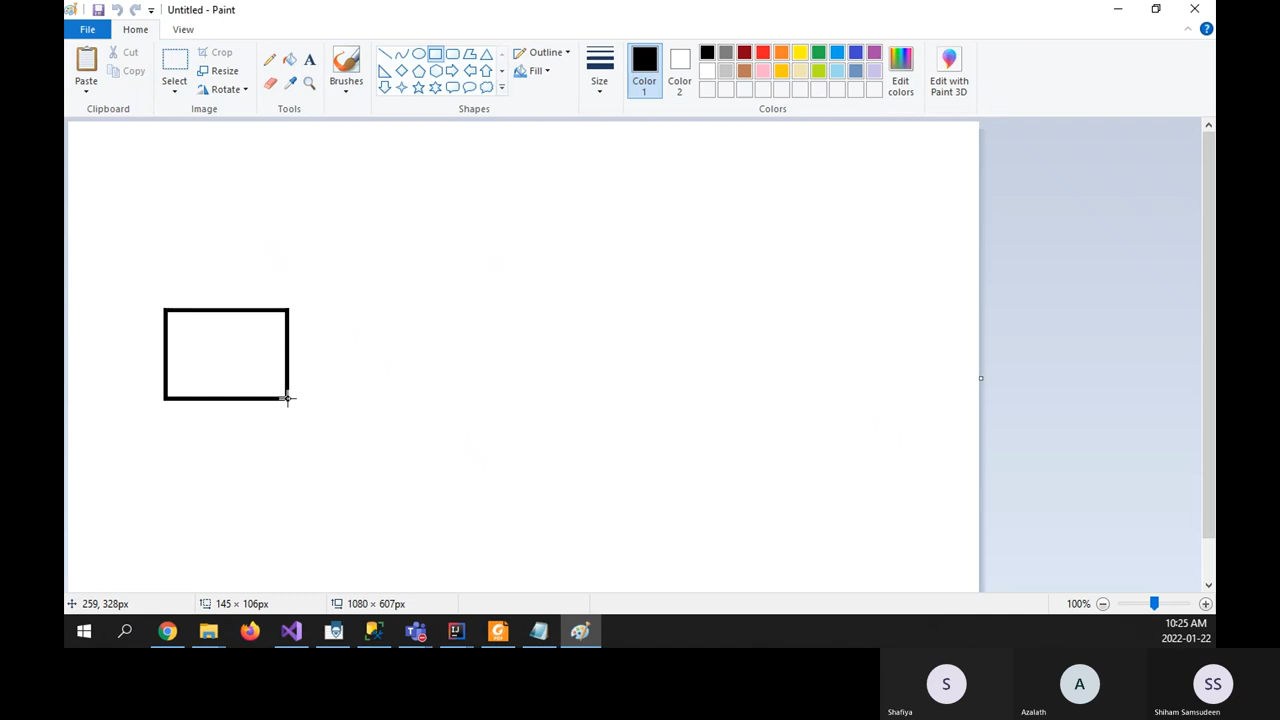 Untitled - Paint
File Home View
Cut
Copy
Paste
Clipboard
Crop
Resize
Rotate
Select
Image
A
Tools
Brushes
Outline
Fill
Shapes
Size
Color 1
Color 2
Edit colors
Colors
Edit with Paint 3D
259, 328px 145 × 106px 1080 × 607px 100%
PDF
10:25 AM
2022-01-22
S A SS
Shafiya Azalath Shiham Samsudeen